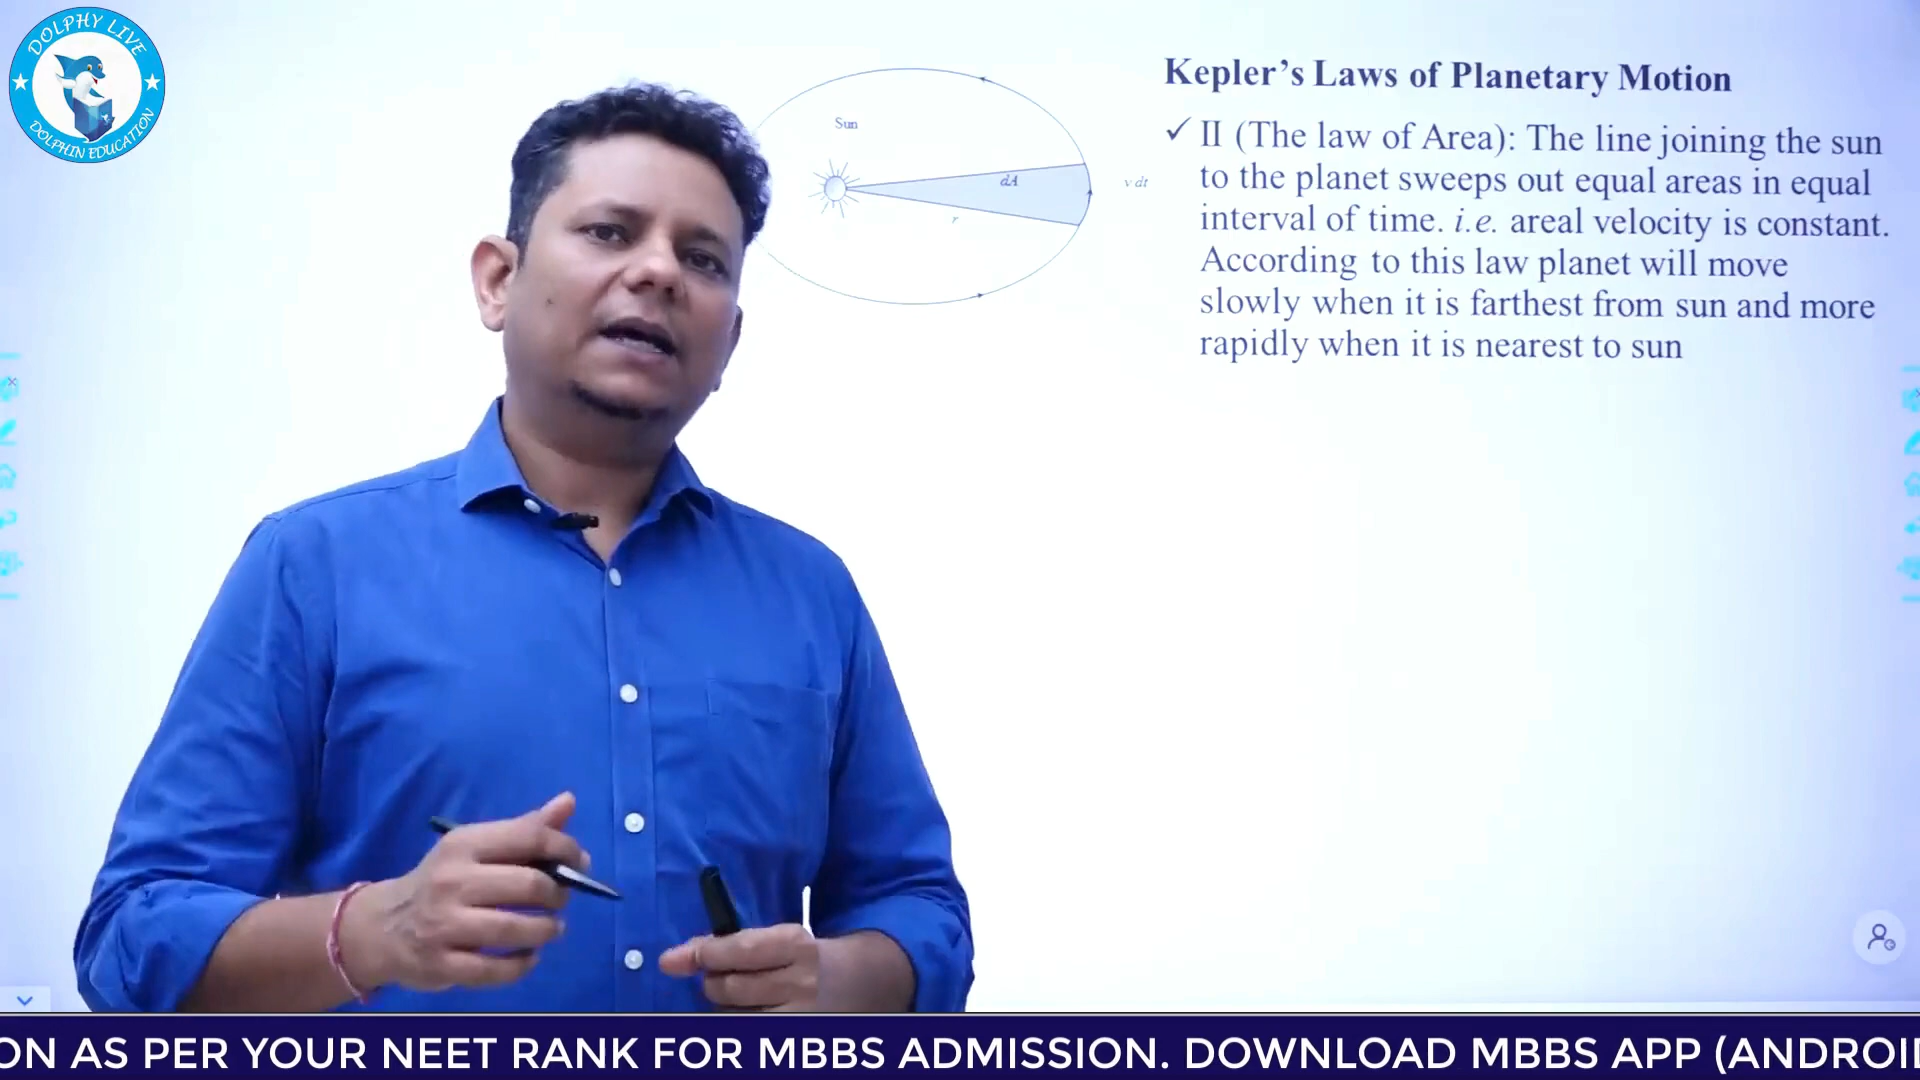 DOLPHY LIVE
DOLPHIN EDUCATION
Sun
dA
v dt
r
Kepler's Laws of Planetary Motion
✓ II (The law of Area): The line joining the sun
to the planet sweeps out equal areas in equal
interval of time. i.e. areal velocity is constant.
According to this law planet will move
slowly when it is farthest from sun and more
rapidly when it is nearest to sun
ON AS PER YOUR NEET RANK FOR MBBS ADMISSION. DOWNLOAD MBBS APP (ANDROI